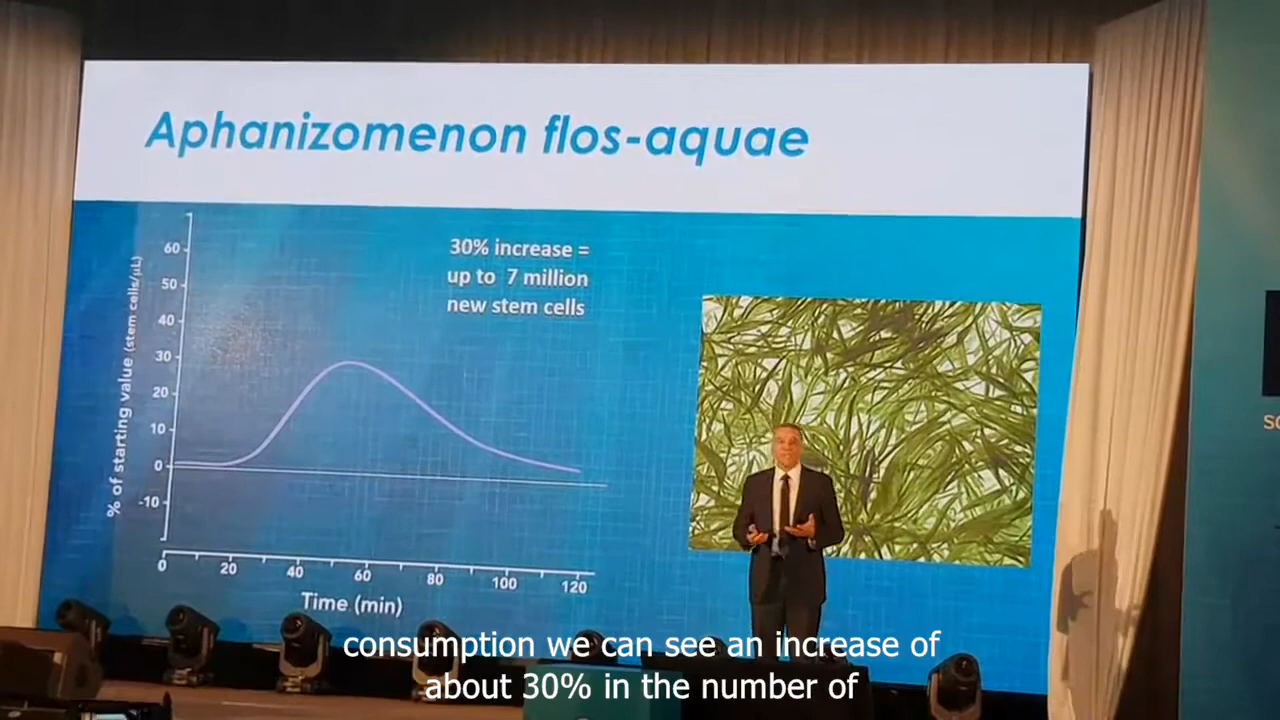 Aphanizomenon flos-aquae
30% increase =
up to 7 million
new stem cells
% of starting value (stem cells/µL)
60
50
40
30
20
10
0
-10
0 20 40 60 80 100 120
Time (min)
consumption we can see an increase of
about 30% in the number of